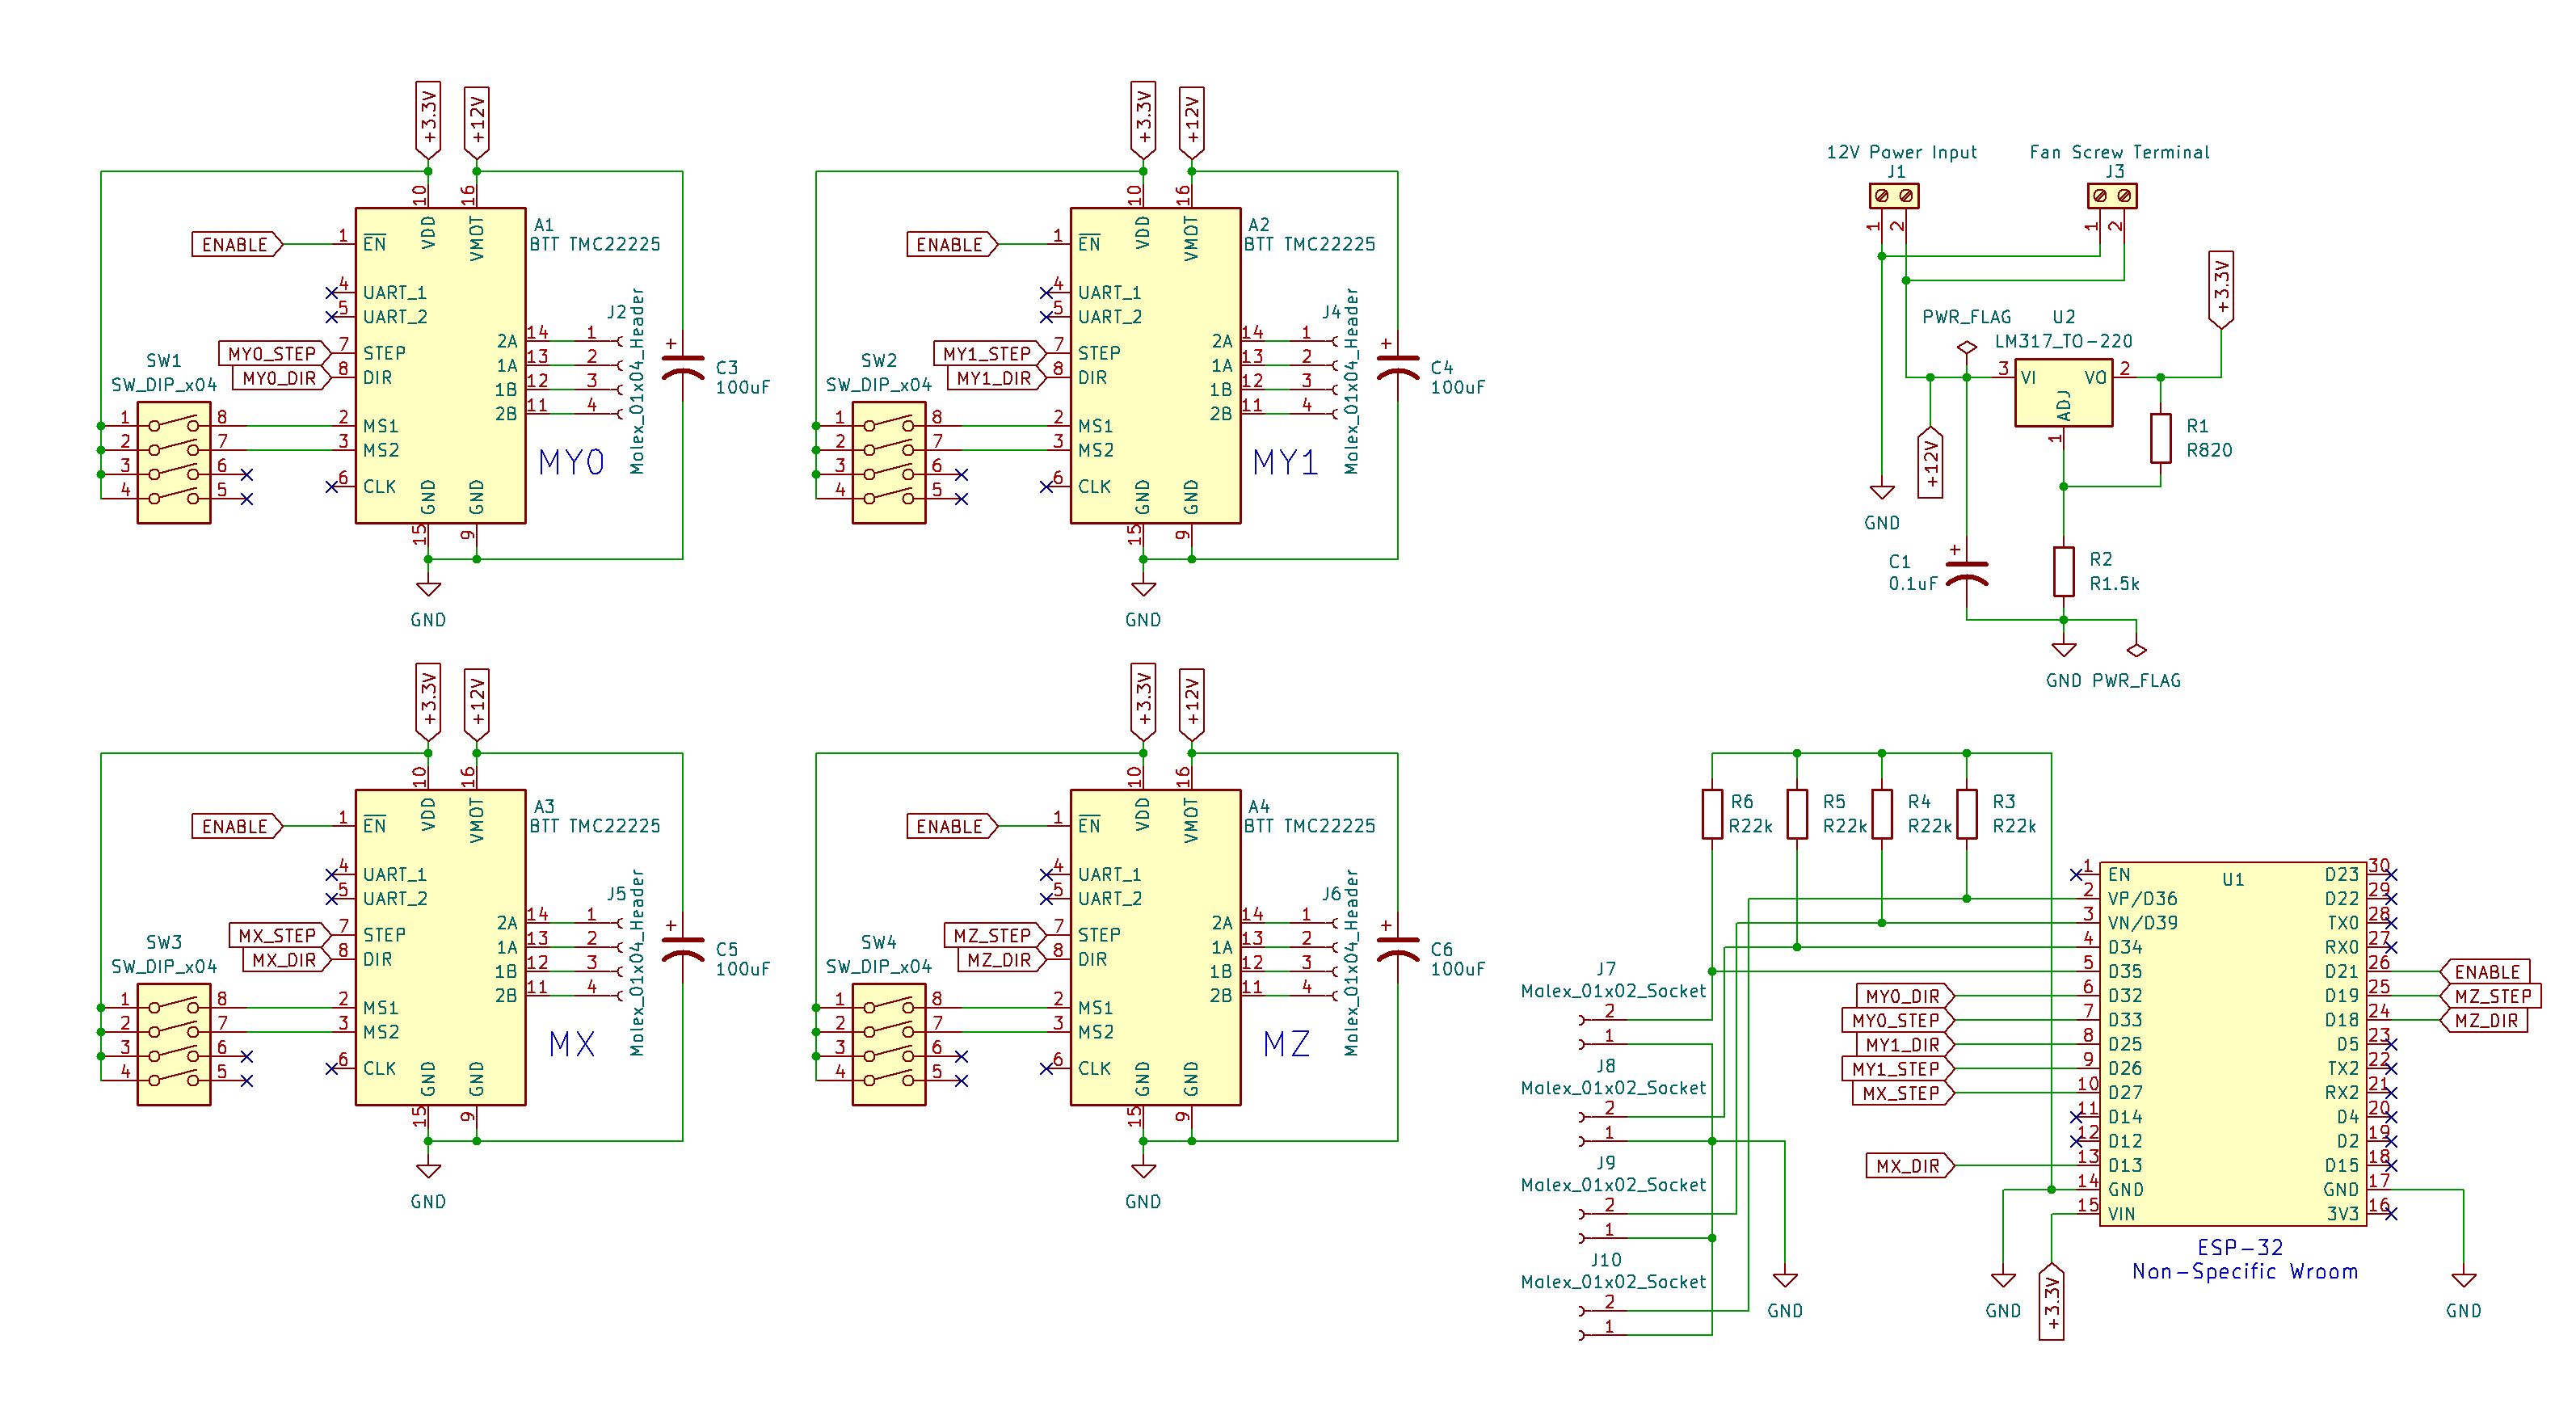 +3.3V
+12V
10
16
VDD
VMOT
A1
BTT TMC22225
ENABLE
1
EN
4
UART_1
5
UART_2
MY0_STEP
7
STEP
MY0_DIR
8
DIR
SW1
SW_DIP_x04
1
8
2
MS1
2
7
3
MS2
3
6
4
5
6
CLK
2A
14
1
1A
13
2
1B
12
3
2B
11
4
J2
Molex_01x04_Header
MY0
GND
GND
15
9
C3
100uF
+
GND
+3.3V
+12V
10
16
VDD
VMOT
A2
BTT TMC22225
ENABLE
1
EN
4
UART_1
5
UART_2
MY1_STEP
7
STEP
MY1_DIR
8
DIR
SW2
SW_DIP_x04
1
8
2
MS1
2
7
3
MS2
3
6
4
5
6
CLK
2A
14
1
1A
13
2
1B
12
3
2B
11
4
J4
Molex_01x04_Header
MY1
GND
GND
15
9
C4
100uF
+
GND
12V Power Input
J1
1
2
Fan Screw Terminal
J3
1
2
+3.3V
PWR_FLAG
U2
LM317_TO-220
3
VI
VO
2
ADJ
1
+12V
R1
R820
GND
C1
0.1uF
+
R2
R1.5k
GND
PWR_FLAG
+3.3V
+12V
10
16
VDD
VMOT
A3
BTT TMC22225
ENABLE
1
EN
4
UART_1
5
UART_2
MX_STEP
7
STEP
MX_DIR
8
DIR
SW3
SW_DIP_x04
1
8
2
MS1
2
7
3
MS2
3
6
4
5
6
CLK
2A
14
1
1A
13
2
1B
12
3
2B
11
4
J5
Molex_01x04_Header
MX
GND
GND
15
9
C5
100uF
+
GND
+3.3V
+12V
10
16
VDD
VMOT
A4
BTT TMC22225
ENABLE
1
EN
4
UART_1
5
UART_2
MZ_STEP
7
STEP
MZ_DIR
8
DIR
SW4
SW_DIP_x04
1
8
2
MS1
2
7
3
MS2
3
6
4
5
6
CLK
2A
14
1
1A
13
2
1B
12
3
2B
11
4
J6
Molex_01x04_Header
MZ
GND
GND
15
9
C6
100uF
+
GND
R6
R22k
R5
R22k
R4
R22k
R3
R22k
J7
Molex_01x02_Socket
2
1
J8
Molex_01x02_Socket
2
1
J9
Molex_01x02_Socket
2
1
J10
Molex_01x02_Socket
2
1
GND
U1
1
EN
D23
30
2
VP/D36
D22
29
3
VN/D39
TX0
28
4
D34
RX0
27
5
D35
D21
26
ENABLE
MY0_DIR
6
D32
D19
25
MZ_STEP
MY0_STEP
7
D33
D18
24
MZ_DIR
MY1_DIR
8
D25
D5
23
MY1_STEP
9
D26
TX2
22
MX_STEP
10
D27
RX2
21
11
D14
D4
20
12
D12
D2
19
MX_DIR
13
D13
D15
18
14
GND
GND
17
15
VIN
3V3
16
ESP-32
Non-Specific Wroom
GND
+3.3V
GND